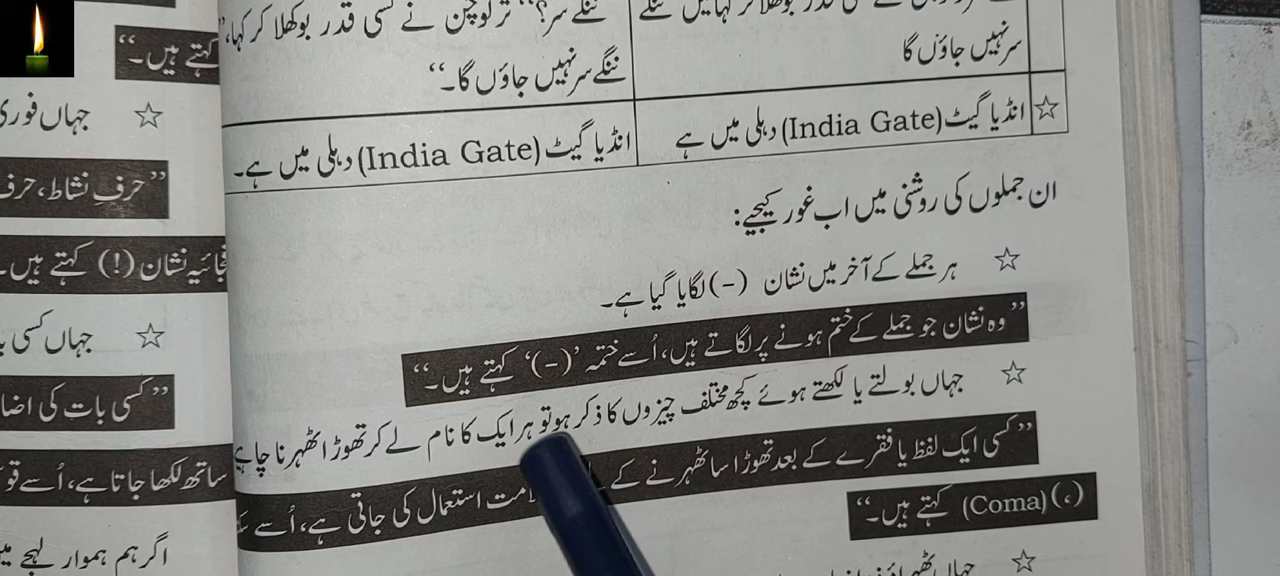 سر نہیں جاؤں گا
ننگے سر؟“ ترلوچن نے کسی قدر بوکھلا کر کہا،”
ننگے سر نہیں جاؤں گا۔“
☆ انڈیا گیٹ (India Gate) دہلی میں ہے
انڈیا گیٹ (India Gate) دہلی میں ہے۔
ان جملوں کی روشنی میں اب غور کیجیے:
☆ ہر جملے کے آخر میں نشان (۔) لگایا گیا ہے۔
”وہ نشان جو جملے کے ختم ہونے پر لگاتے ہیں، اُسے ختمہ ’(۔)‘ کہتے ہیں۔“
☆ جہاں بولتے یا لکھتے ہوئے کچھ مختلف چیزوں کا ذکر ہو تو ہر ایک کا نام لے کر تھوڑا ٹھہرنا چاہیے
”کسی ایک لفظ یا فقرے کے بعد تھوڑا سا ٹھہرنے کے استعمال کی جاتی ہے، اُسے
(،) (Coma) کہتے ہیں۔“
☆ جہاں
کہتے ہیں۔“
☆ جہاں فوری
”حرفِ نشاط، حرف
نشان (!) کہتے ہیں۔
☆ جہاں کسی
”کسی بات کی
ساتھ لکھا جاتا ہے، اُسے
اگر ہم ہموار لہجے